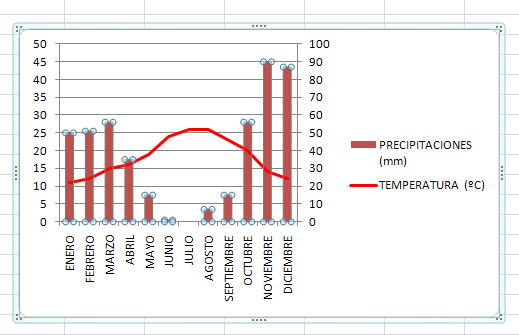 50
45
40
35
30
25
20
15
10
5
0
100
90
80
70
60
50
40
30
20
10
0
ENERO
FEBRERO
MARZO
ABRIL
MAYO
JUNIO
JULIO
AGOSTO
SEPTIEMBRE
OCTUBRE
NOVIEMBRE
DICIEMBRE
PRECIPITACIONES
(mm)
TEMPERATURA (ºC)